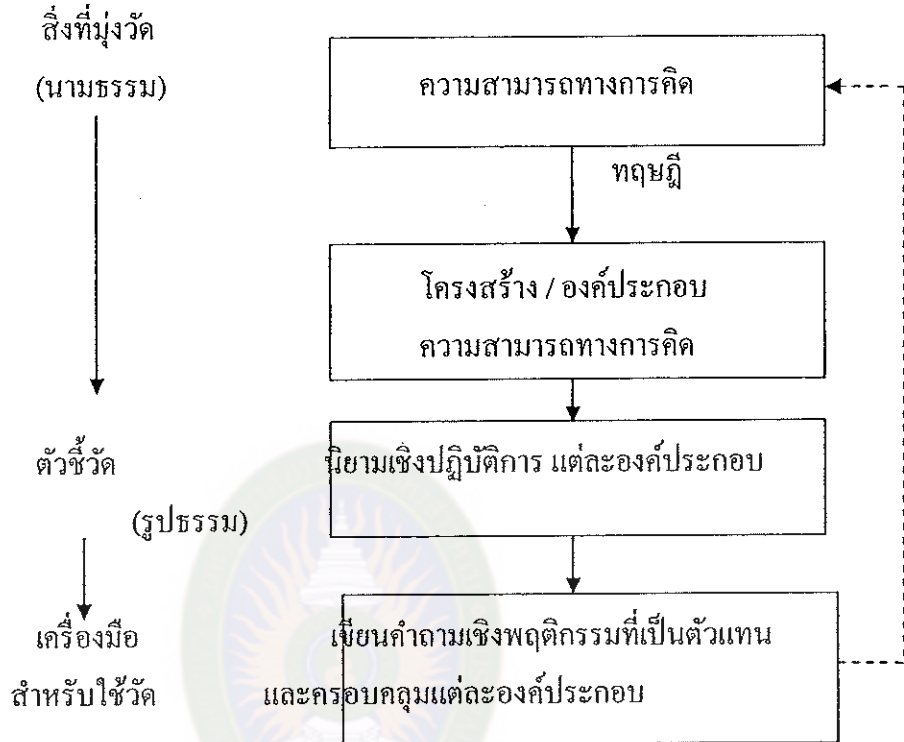 สิ่งที่มุ่งวัด
(นามธรรม)
ความสามารถทางการคิด
ทฤษฎี
โครงสร้าง / องค์ประกอบ
ความสามารถทางการคิด
ตัวชี้วัด
นิยามเชิงปฏิบัติการ แต่ละองค์ประกอบ
(รูปธรรม)
เครื่องมือ
สำหรับใช้วัด
เขียนคำถามเชิงพฤติกรรมที่เป็นตัวแทน
และครอบคลุมแต่ละองค์ประกอบ